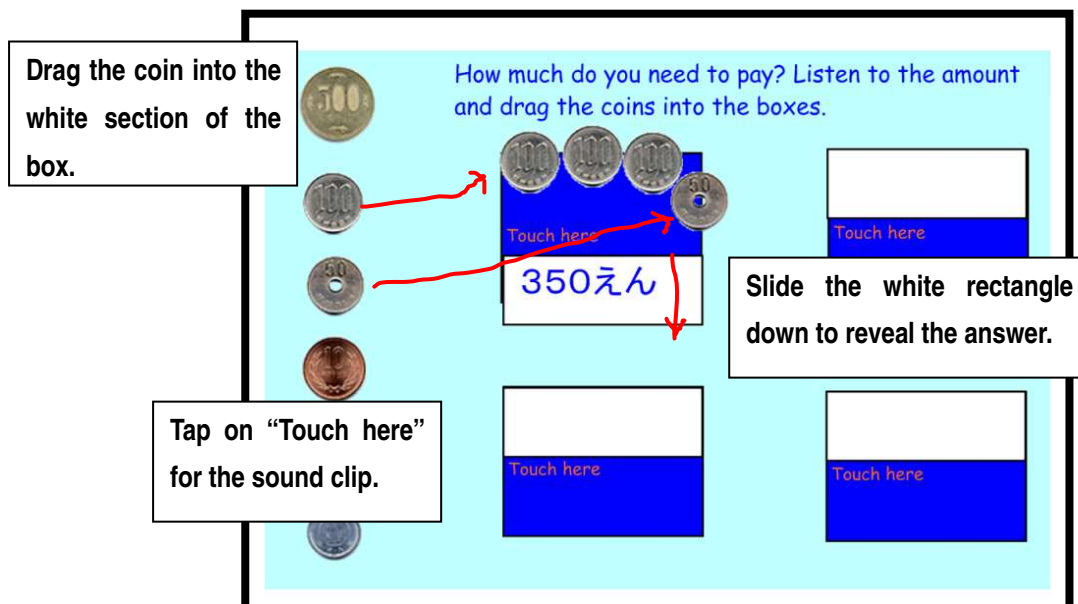 Drag the coin into the
white section of the
box.
How much do you need to pay? Listen to the amount
and drag the coins into the boxes.
500
100
100
100
100
50
50
10
Touch here
350えん
Touch here
Slide the white rectangle
down to reveal the answer.
Tap on “Touch here”
for the sound clip.
Touch here
Touch here